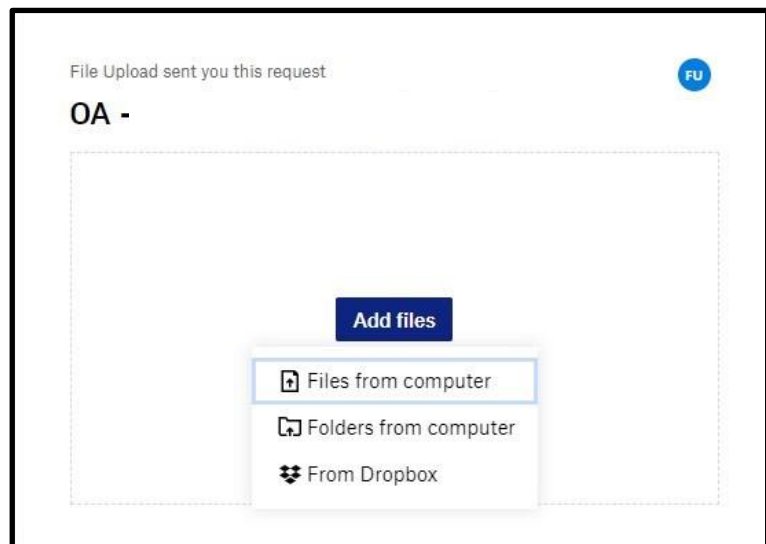 File Upload sent you this request
FU
OA -
Add files
Files from computer
Folders from computer
From Dropbox